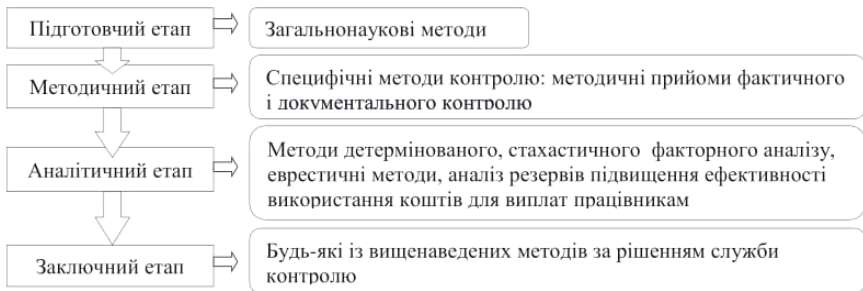 Підготовчий етап
Загальнонаукові методи
Методичний етап
Специфічні методи контролю: методичні прийоми фактичного
і документального контролю
Аналітичний етап
Методи детермінованого, стахастичного факторного аналізу,
еврестичні методи, аналіз резервів підвищення ефективності
використання коштів для виплат працівникам
Заключний етап
Будь-які із вищенаведених методів за рішенням служби
контролю